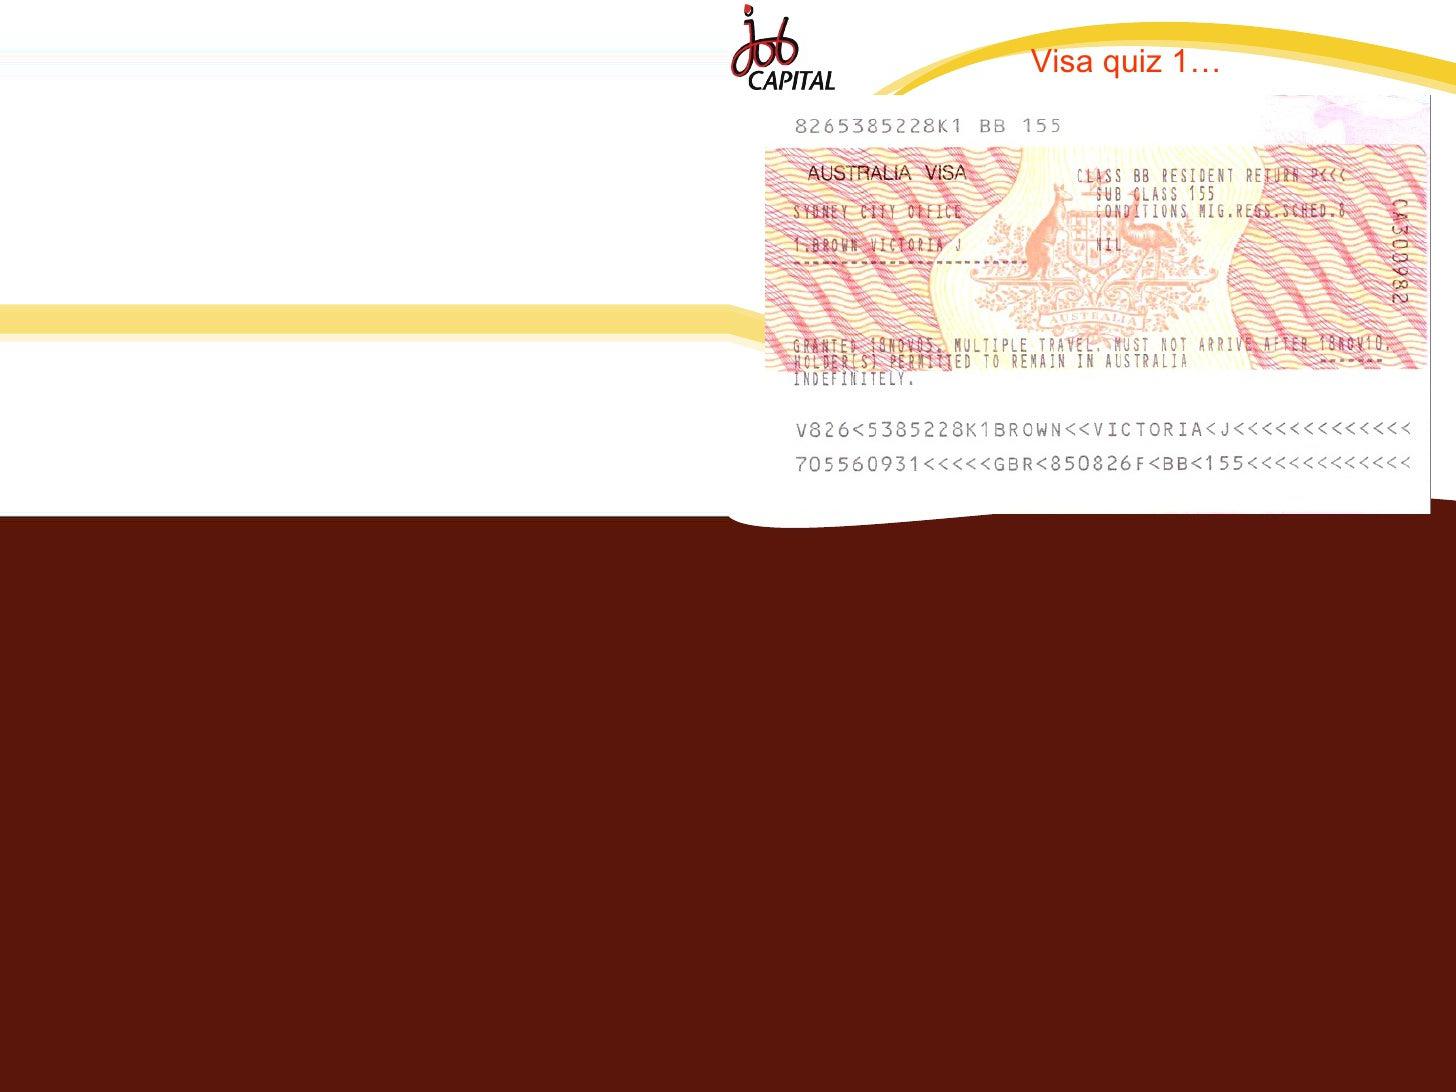 job
CAPITAL
Visa quiz 1…
8265385228K1 BB 155
AUSTRALIA VISA
CLASS BB RESIDENT RETURN P<<<
SUB CLASS 155
SYDNEY CITY OFFICE
CONDITIONS MIG.REGS.SCHED.8
1.BROWN VICTORIA J
NIL
CA300982
AUSTRALIA
GRANTED 18NOV05. MULTIPLE TRAVEL. MUST NOT ARRIVE AFTER 18NOV10.
HOLDER(S) PERMITTED TO REMAIN IN AUSTRALIA
INDEFINITELY.
V826<5385228K1BROWN<<VICTORIA<J<<<<<<<<<<<<<
705560931<<<<<GBR<850826F<BB<155<<<<<<<<<<<<